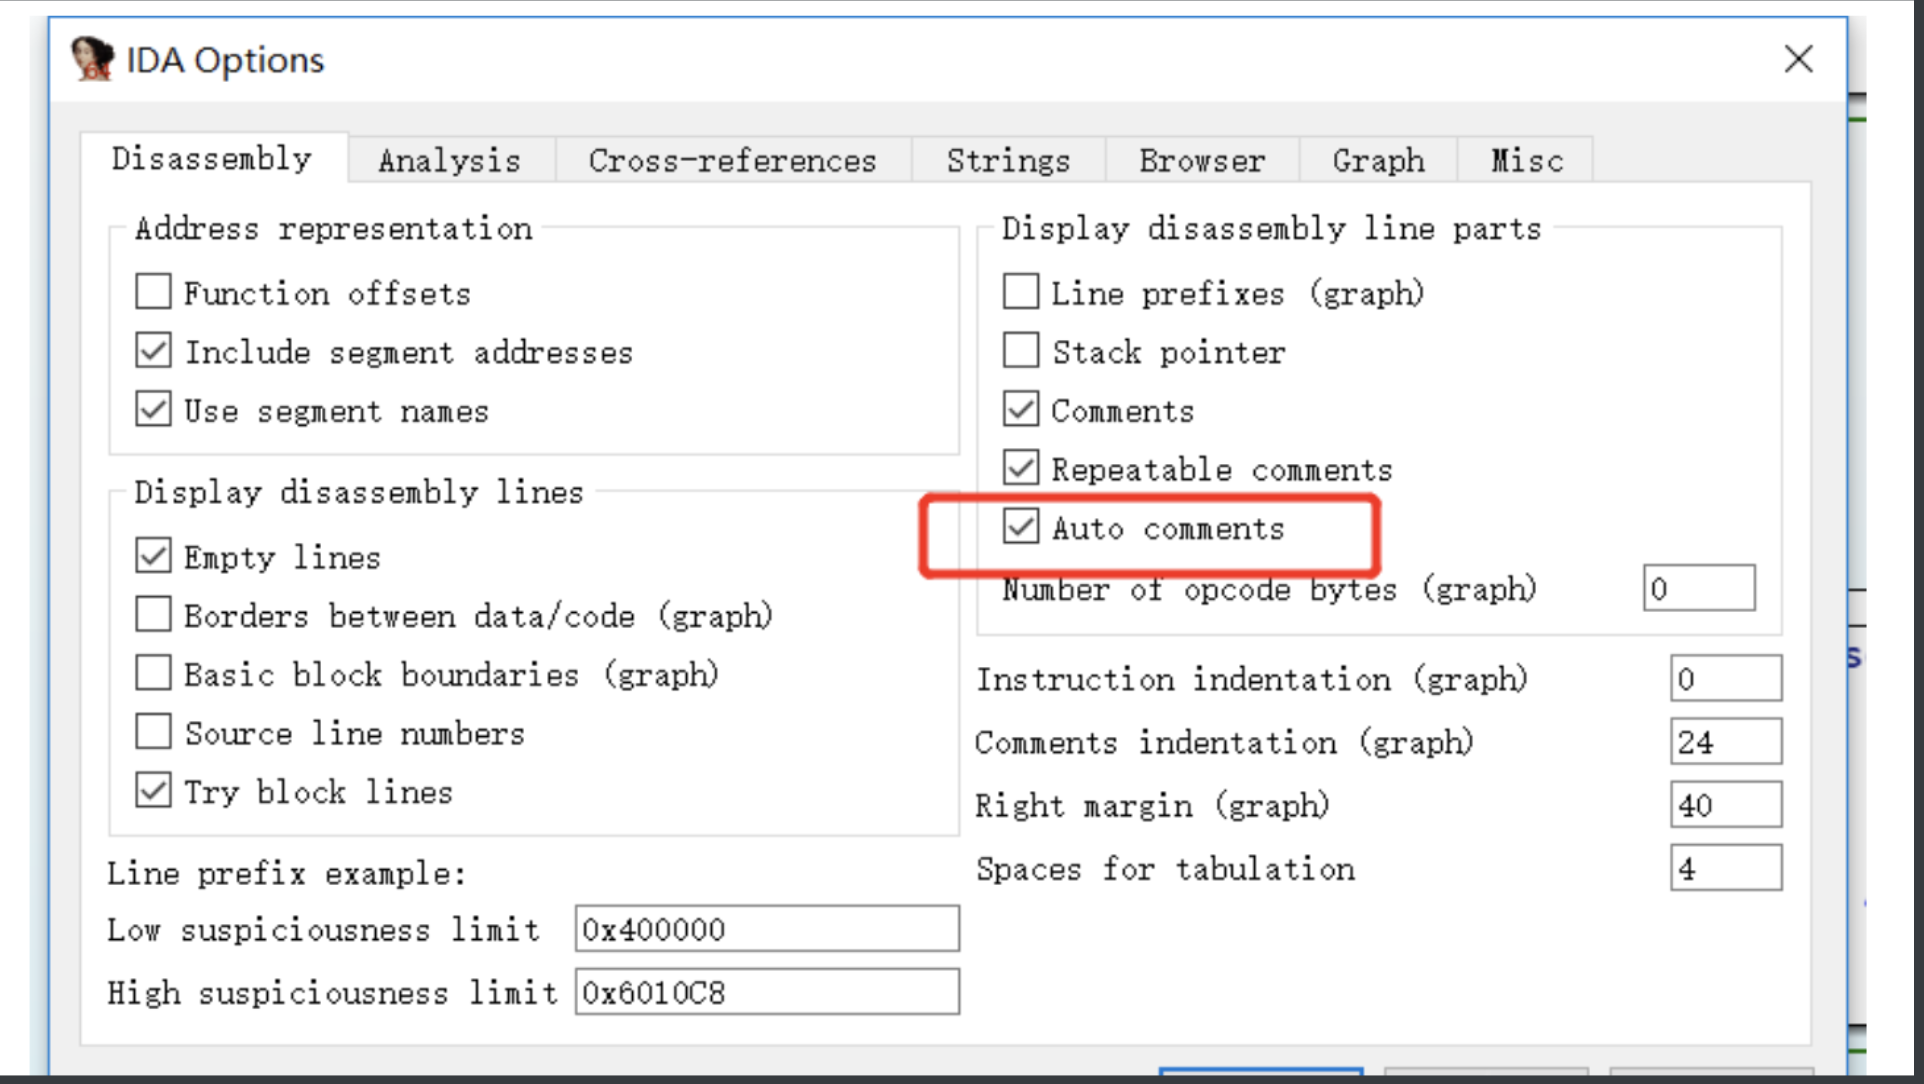 IDA Options
Disassembly Analysis Cross-references Strings Browser Graph Misc
Address representation
Function offsets
Include segment addresses
Use segment names
Display disassembly lines
Empty lines
Borders between data/code (graph)
Basic block boundaries (graph)
Source line numbers
Try block lines
Line prefix example:
Low suspiciousness limit 0x400000
High suspiciousness limit 0x6010C8
Display disassembly line parts
Line prefixes (graph)
Stack pointer
Comments
Repeatable comments
Auto comments
Number of opcode bytes (graph) 0
Instruction indentation (graph) 0
Comments indentation (graph) 24
Right margin (graph) 40
Spaces for tabulation 4